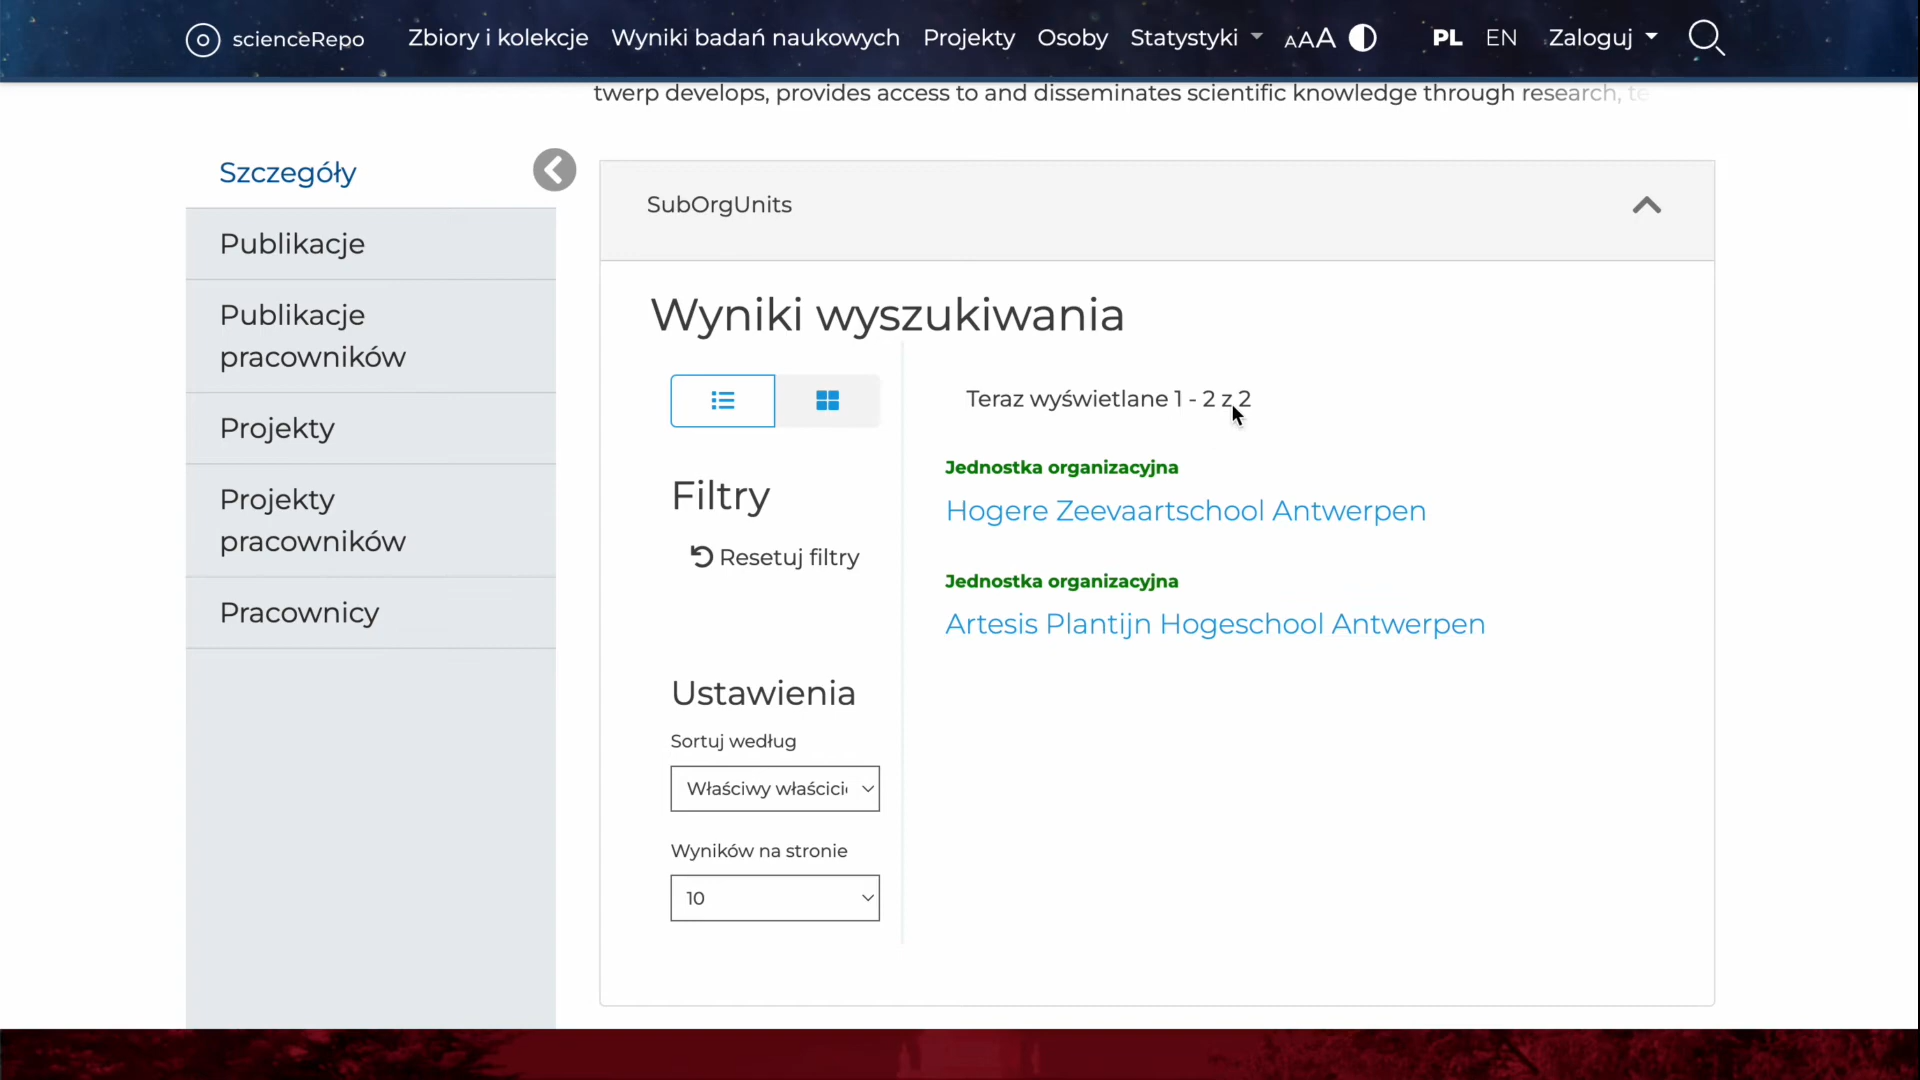 scienceRepo
Zbiory i kolekcje
Wyniki badań naukowych
Projekty
Osoby
Statystyki
AAA
PL
EN
Zaloguj
twerp develops, provides access to and disseminates scientific knowledge through research,
Szczegóły
Publikacje
Publikacje
pracowników
Projekty
Projekty
pracowników
Pracownicy
SubOrgUnits
Wyniki wyszukiwania
Filtry
Resetuj filtry
Ustawienia
Sortuj według
Właściwy właścici
Wyników na stronie
10
Teraz wyświetlane 1 - 2 z 2
Jednostka organizacyjna
Hogere Zeevaartschool Antwerpen
Jednostka organizacyjna
Artesis Plantijn Hogeschool Antwerpen